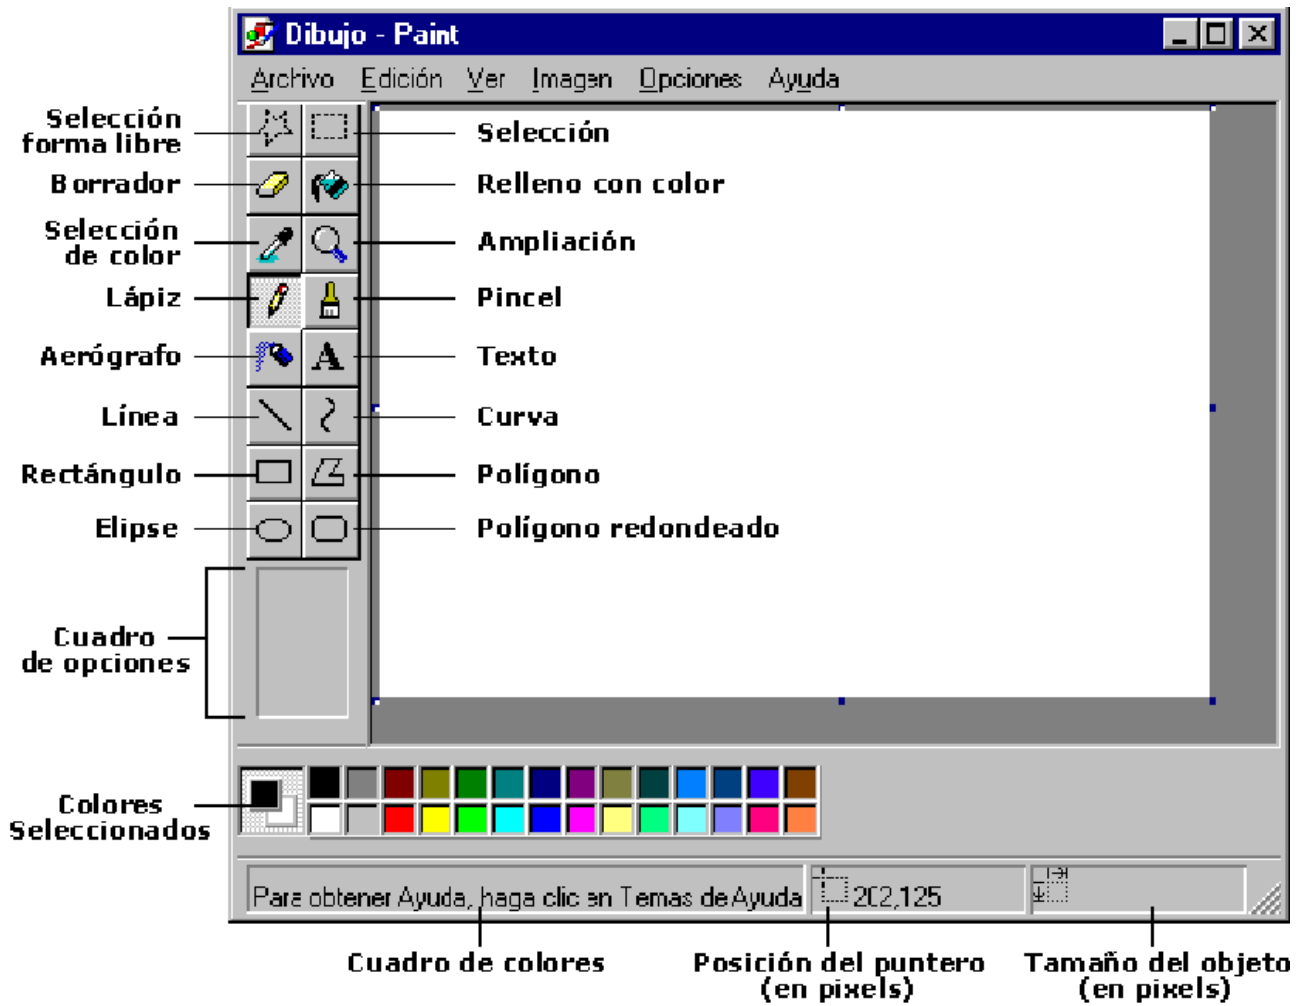 Dibujo - Paint
Archivo Edición Ver Imagen Opciones Ayuda
Selección
forma libre
Selección
Borrador
Relleno con color
Selección
de color
Ampliación
Lápiz
Pincel
Aerógrafo
A
Texto
Línea
Curva
Rectángulo
Polígono
Elipse
Polígono redondeado
Cuadro
de opciones
Colores
Seleccionados
Para obtener Ayuda, haga clic en Temas de Ayuda
202,125
Cuadro de colores
Posición del puntero
(en pixels)
Tamaño del objeto
(en pixels)